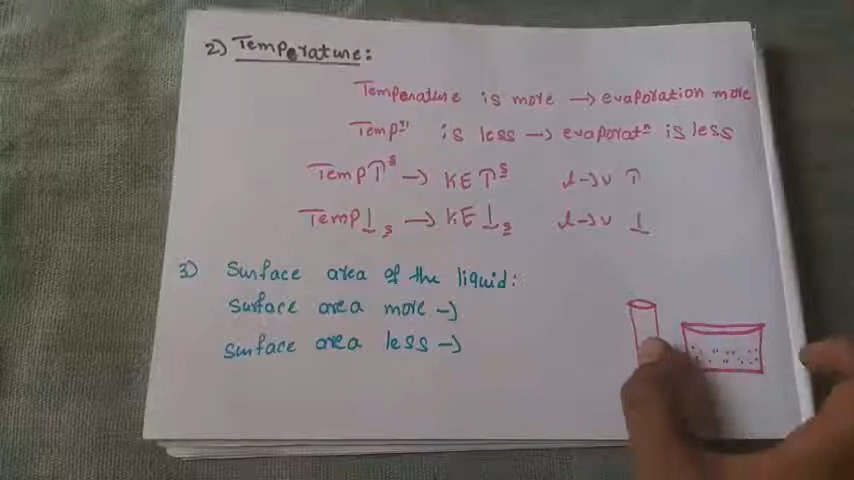 2) Temperature:
Temperature is more → evaporation more
Tempr is less → evaporatn is less
Temp↑s → KE↑s l→v ↑
Temp↓s → KE↓s l→v ↓
3) Surface area of the liquid:
Surface area more →
Surface area less →